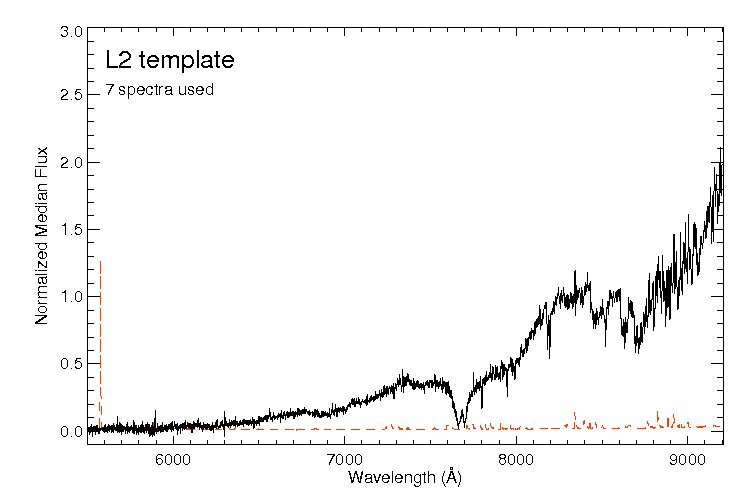 L2 template
7 spectra used
3.0
2.5
2.0
1.5
1.0
0.5
0.0
Normalized Median Flux
6000 7000 8000 9000
Wavelength (Å)